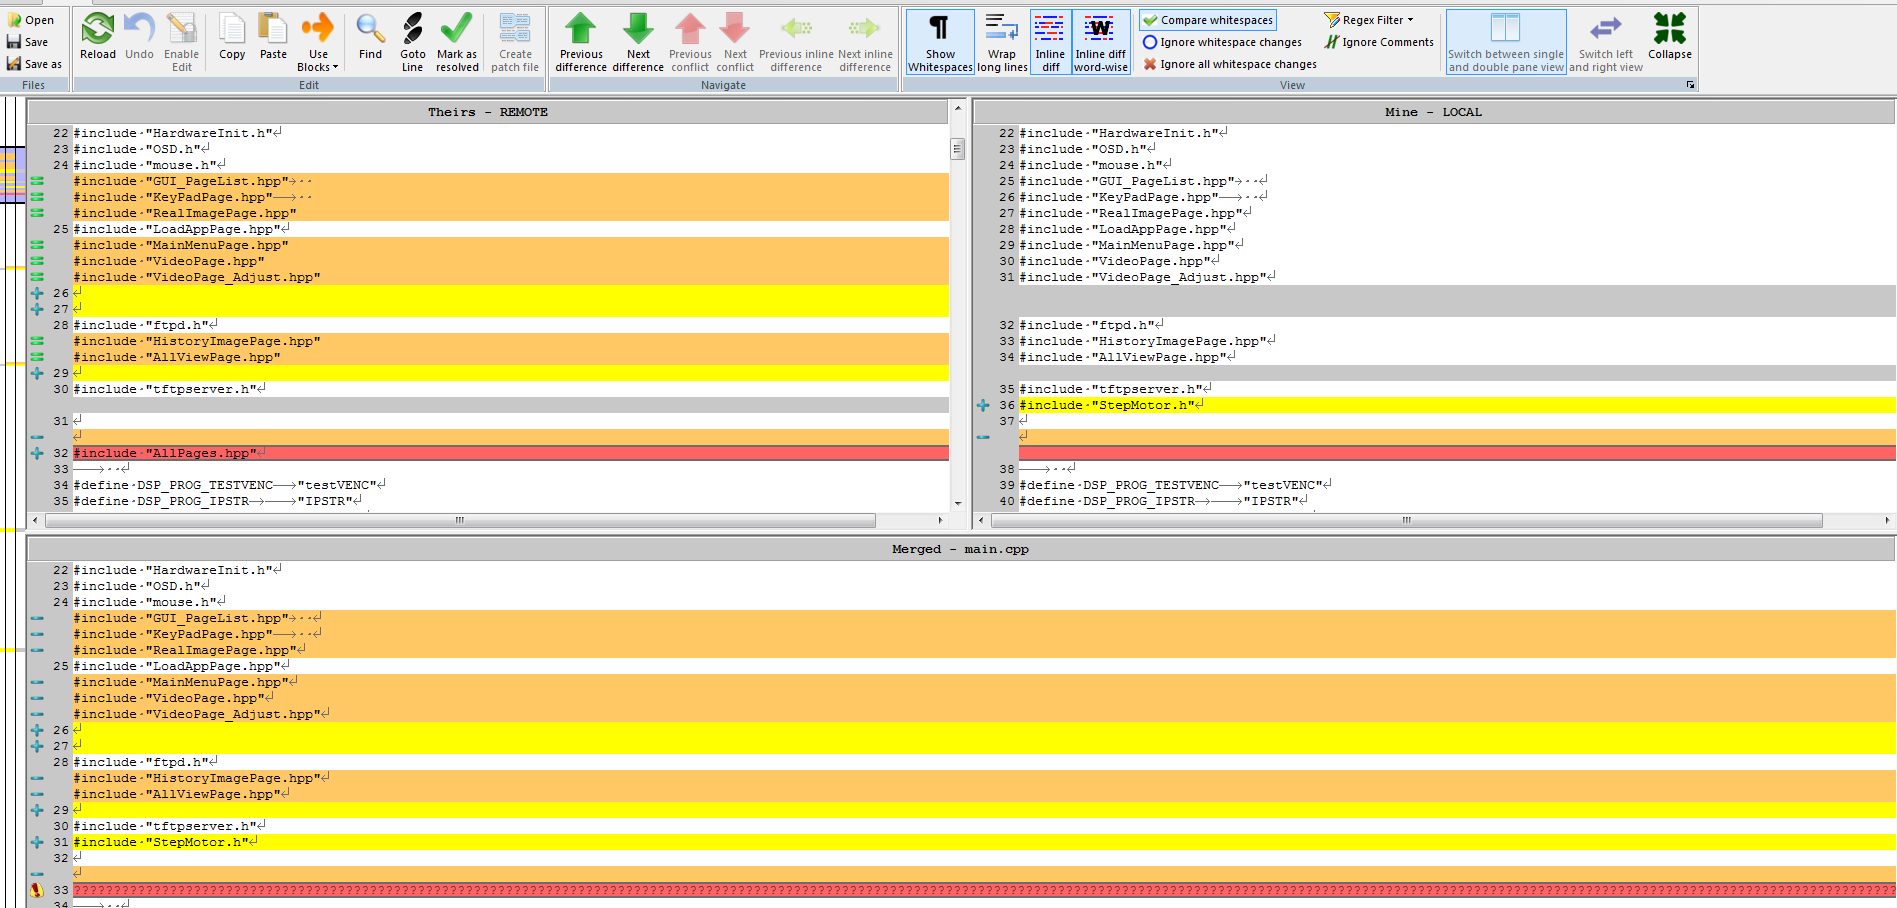 Open
Save
Save as
Files
Reload
Undo
Enable
Edit
Copy
Paste
Use
Blocks
Find
Goto
Line
Mark as
resolved
Create
patch file
Edit
Previous
difference
Next
difference
Previous
conflict
Next
conflict
Previous inline
difference
Next inline
difference
Navigate
Show
Whitespaces
Wrap
long lines
Inline
diff
Inline diff
word-wise
Compare whitespaces
Ignore whitespace changes
Ignore all whitespace changes
Regex Filter
Ignore Comments
Switch between single
and double pane view
Switch left
and right view
Collapse
View
Theirs - REMOTE
22 #include·"HardwareInit.h"↵
23 #include·"OSD.h"↵
24 #include·"mouse.h"↵
#include·"GUI_PageList.hpp"→··
#include·"KeyPadPage.hpp"→··
#include·"RealImagePage.hpp"
25 #include·"LoadAppPage.hpp"↵
#include·"MainMenuPage.hpp"
#include·"VideoPage.hpp"
#include·"VideoPage_Adjust.hpp"
26 ↵
27 ↵
28 #include·"ftpd.h"↵
#include·"HistoryImagePage.hpp"
#include·"AllViewPage.hpp"
29 ↵
30 #include·"tftpserver.h"↵
31 ↵
↵
32 #include·"AllPages.hpp"↵
33 →··↵
34 #define·DSP_PROG_TESTVENC→"testVENC"↵
35 #define·DSP_PROG_IPSTR→→"IPSTR"↵
Mine - LOCAL
22 #include·"HardwareInit.h"↵
23 #include·"OSD.h"↵
24 #include·"mouse.h"↵
25 #include·"GUI_PageList.hpp"→··↵
26 #include·"KeyPadPage.hpp"→··↵
27 #include·"RealImagePage.hpp"↵
28 #include·"LoadAppPage.hpp"↵
29 #include·"MainMenuPage.hpp"↵
30 #include·"VideoPage.hpp"↵
31 #include·"VideoPage_Adjust.hpp"↵
32 #include·"ftpd.h"↵
33 #include·"HistoryImagePage.hpp"↵
34 #include·"AllViewPage.hpp"↵
35 #include·"tftpserver.h"↵
36 #include·"StepMotor.h"↵
37 ↵
↵
38 →··↵
39 #define·DSP_PROG_TESTVENC→"testVENC"↵
40 #define·DSP_PROG_IPSTR→→"IPSTR"↵
Merged - main.cpp
22 #include·"HardwareInit.h"↵
23 #include·"OSD.h"↵
24 #include·"mouse.h"↵
#include·"GUI_PageList.hpp"→··↵
#include·"KeyPadPage.hpp"→··↵
#include·"RealImagePage.hpp"↵
25 #include·"LoadAppPage.hpp"↵
#include·"MainMenuPage.hpp"↵
#include·"VideoPage.hpp"↵
#include·"VideoPage_Adjust.hpp"↵
26 ↵
27 ↵
28 #include·"ftpd.h"↵
#include·"HistoryImagePage.hpp"↵
#include·"AllViewPage.hpp"↵
29 ↵
30 #include·"tftpserver.h"↵
31 #include·"StepMotor.h"↵
32 ↵
↵
33 ????????????????????????????????????????
34 →··↵